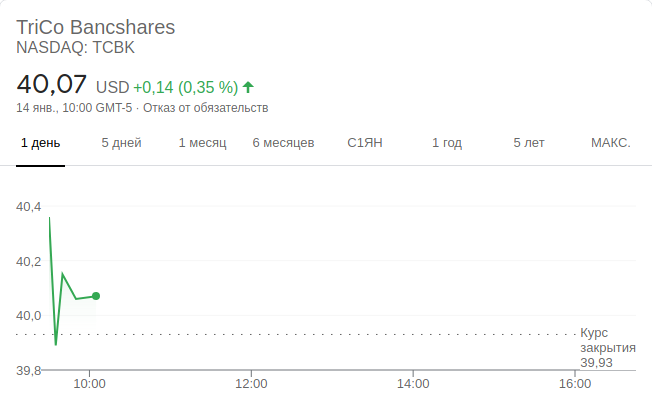 TriCo Bancshares
NASDAQ: TCBK
40,07 USD +0,14 (0,35 %)
14 янв., 10:00 GMT-5 · Отказ от обязательств
1 день 5 дней 1 месяц 6 месяцев С1ЯН 1 год 5 лет МАКС.
40,4
40,2
40,0
Курс
закрытия
39,93
39,8
10:00 12:00 14:00 16:00